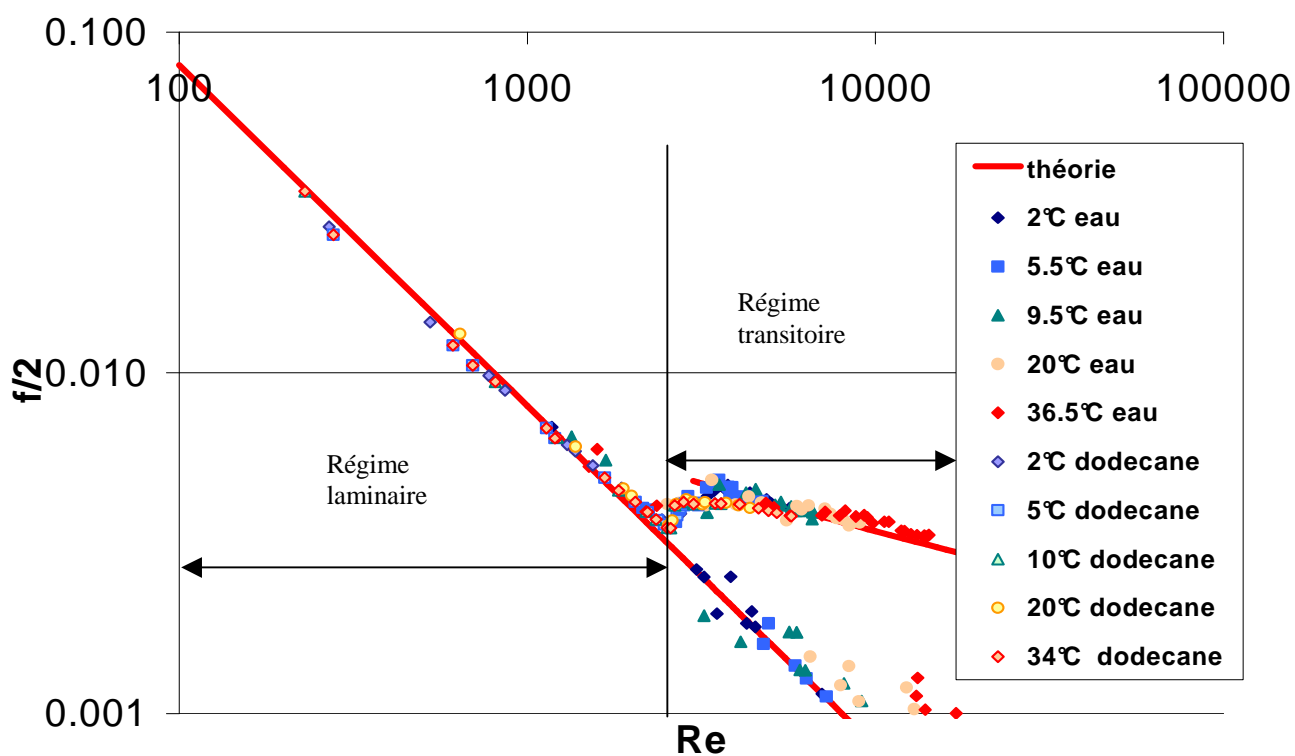 0.100
100 1000 10000 100000
théorie
2°C eau
5.5°C eau
9.5°C eau
20°C eau
36.5°C eau
2°C dodecane
5°C dodecane
10°C dodecane
20°C dodecane
34°C dodecane
Régime
transitoire
0.010
f/2
Régime
laminaire
0.001
Re